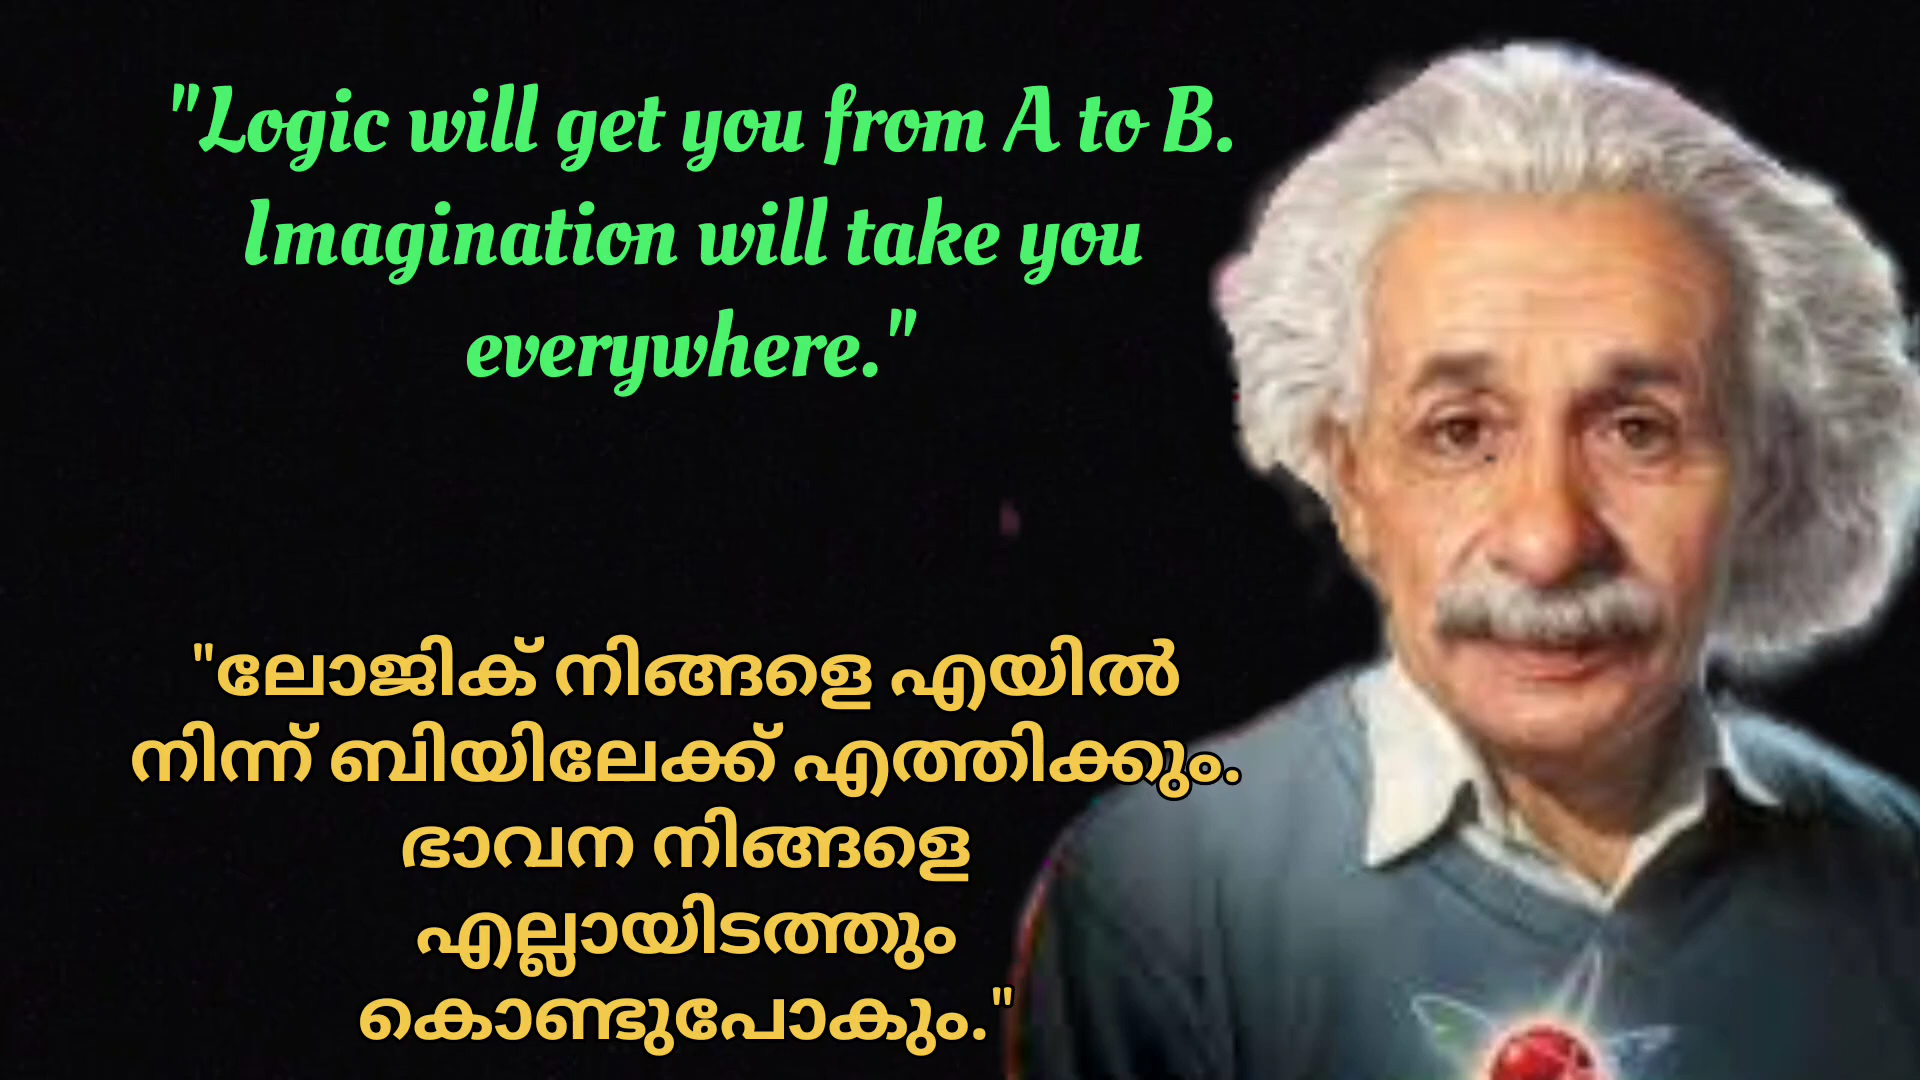 "Logic will get you from A to B.
Imagination will take you
everywhere."
"ലോജിക് നിങ്ങളെ എയിൽ
നിന്ന് ബിയിലേക്ക് എത്തിക്കും.
ഭാവന നിങ്ങളെ
എല്ലായിടത്തും
കൊണ്ടുപോകും."